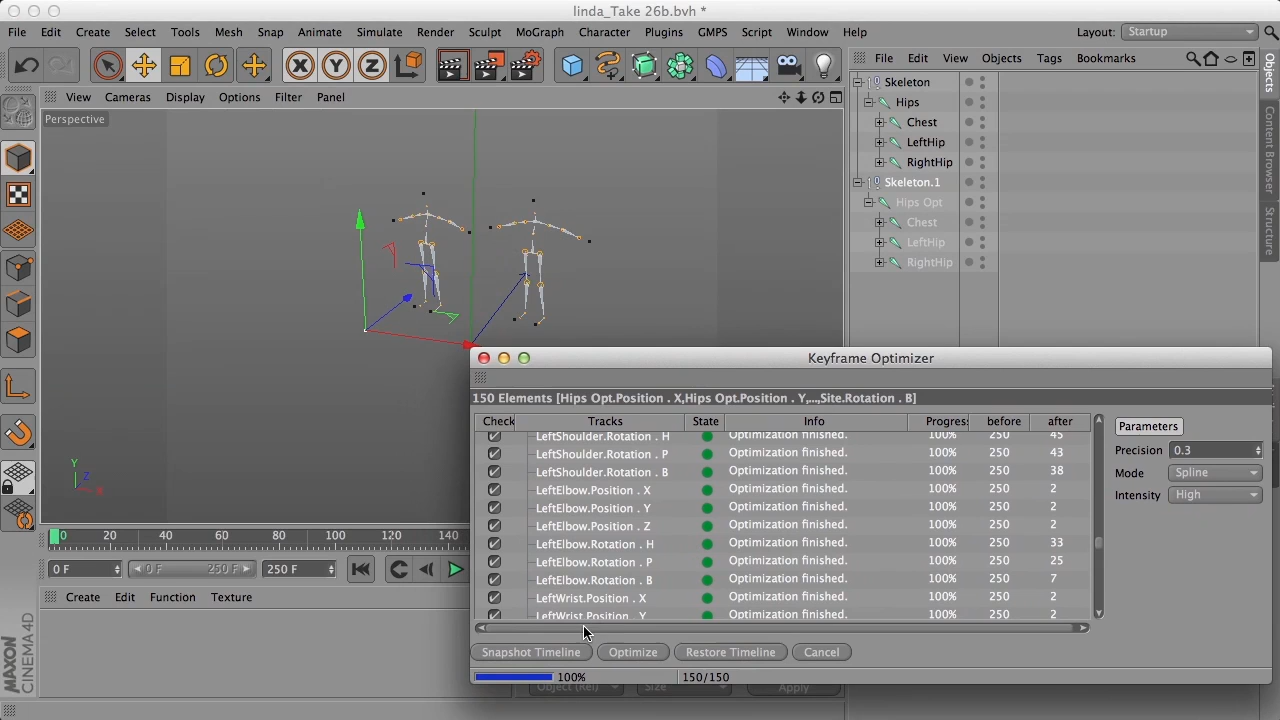 linda_Take 26b.bvh *
File Edit Create Select Tools Mesh Snap Animate Simulate Render Sculpt MoGraph Character Plugins GMPS Script Window Help Layout: Startup
X Y Z
File Edit View Objects Tags Bookmarks
View Cameras Display Options Filter Panel
Perspective
Skeleton
Hips
Chest
LeftHip
RightHip
Skeleton.1
Hips Opt
Chest
LeftHip
RightHip
Objects
Content Browser
Structure
Y
Z
X
0 20 40 60 80 100 120 140
0 F 0 F 250 F 250 F
Create Edit Function Texture
MAXON
CINEMA 4D
Keyframe Optimizer
150 Elements [Hips Opt.Position . X,Hips Opt.Position . Y,...,Site.Rotation . B]
Check Tracks State Info Progres: before after
LeftShoulder.Rotation . H Optimization finished. 100% 250 45
LeftShoulder.Rotation . P Optimization finished. 100% 250 43
LeftShoulder.Rotation . B Optimization finished. 100% 250 38
LeftElbow.Position . X Optimization finished. 100% 250 2
LeftElbow.Position . Y Optimization finished. 100% 250 2
LeftElbow.Position . Z Optimization finished. 100% 250 2
LeftElbow.Rotation . H Optimization finished. 100% 250 33
LeftElbow.Rotation . P Optimization finished. 100% 250 25
LeftElbow.Rotation . B Optimization finished. 100% 250 7
LeftWrist.Position . X Optimization finished. 100% 250 2
LeftWrist.Position . Y Optimization finished. 100% 250 2
Parameters
Precision 0.3
Mode Spline
Intensity High
Snapshot Timeline Optimize Restore Timeline Cancel
100% 150/150
Object (Rel) Size Apply